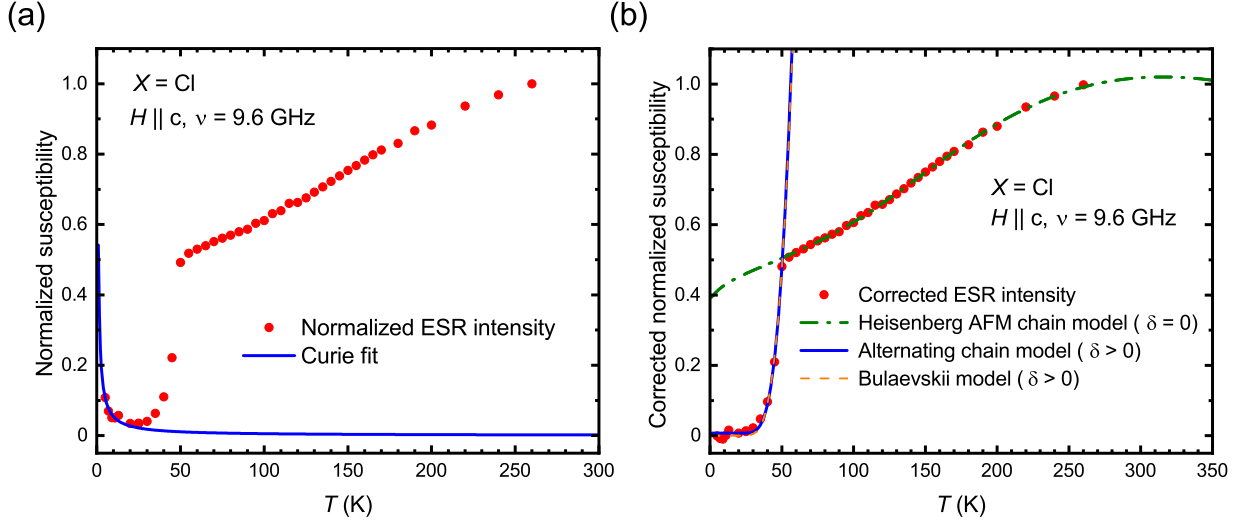 (a)
Normalized susceptibility
1.0
0.8
0.6
0.4
0.2
0
X = Cl
H || c, ν = 9.6 GHz
Normalized ESR intensity
Curie fit
0 50 100 150 200 250 300
T (K)
(b)
Corrected normalized susceptibility
1.0
0.8
0.6
0.4
0.2
0
X = Cl
H || c, ν = 9.6 GHz
Corrected ESR intensity
Heisenberg AFM chain model ( δ = 0)
Alternating chain model ( δ > 0)
Bulaevskii model ( δ > 0)
0 50 100 150 200 250 300 350
T (K)